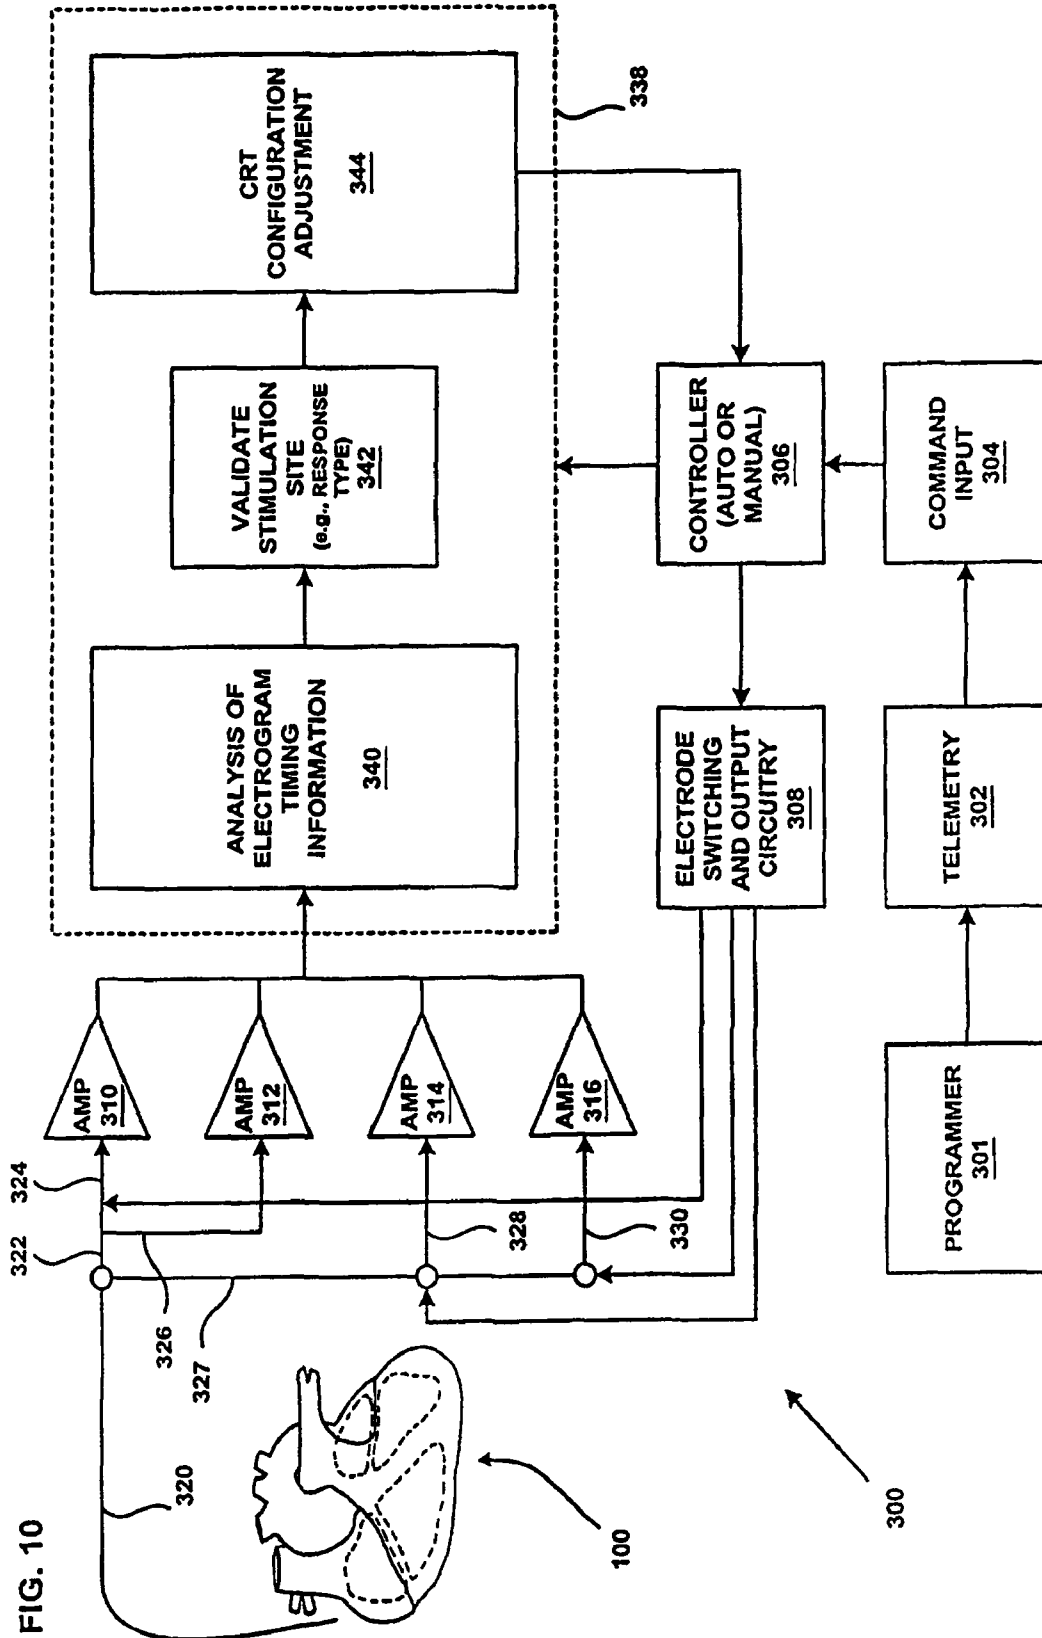 FIG. 10
320
322
324
326
327
328
330
AMP
310
AMP
312
AMP
314
AMP
316
ANALYSIS OF
ELECTROGRAM
TIMING
INFORMATION
340
VALIDATE
STIMULATION
SITE
(e.g., RESPONSE
TYPE)
342
CRT
CONFIGURATION
ADJUSTMENT
344
338
100
300
ELECTRODE
SWITCHING
AND OUTPUT
CIRCUITRY
308
CONTROLLER
(AUTO OR
MANUAL)
306
PROGRAMMER
301
TELEMETRY
302
COMMAND
INPUT
304